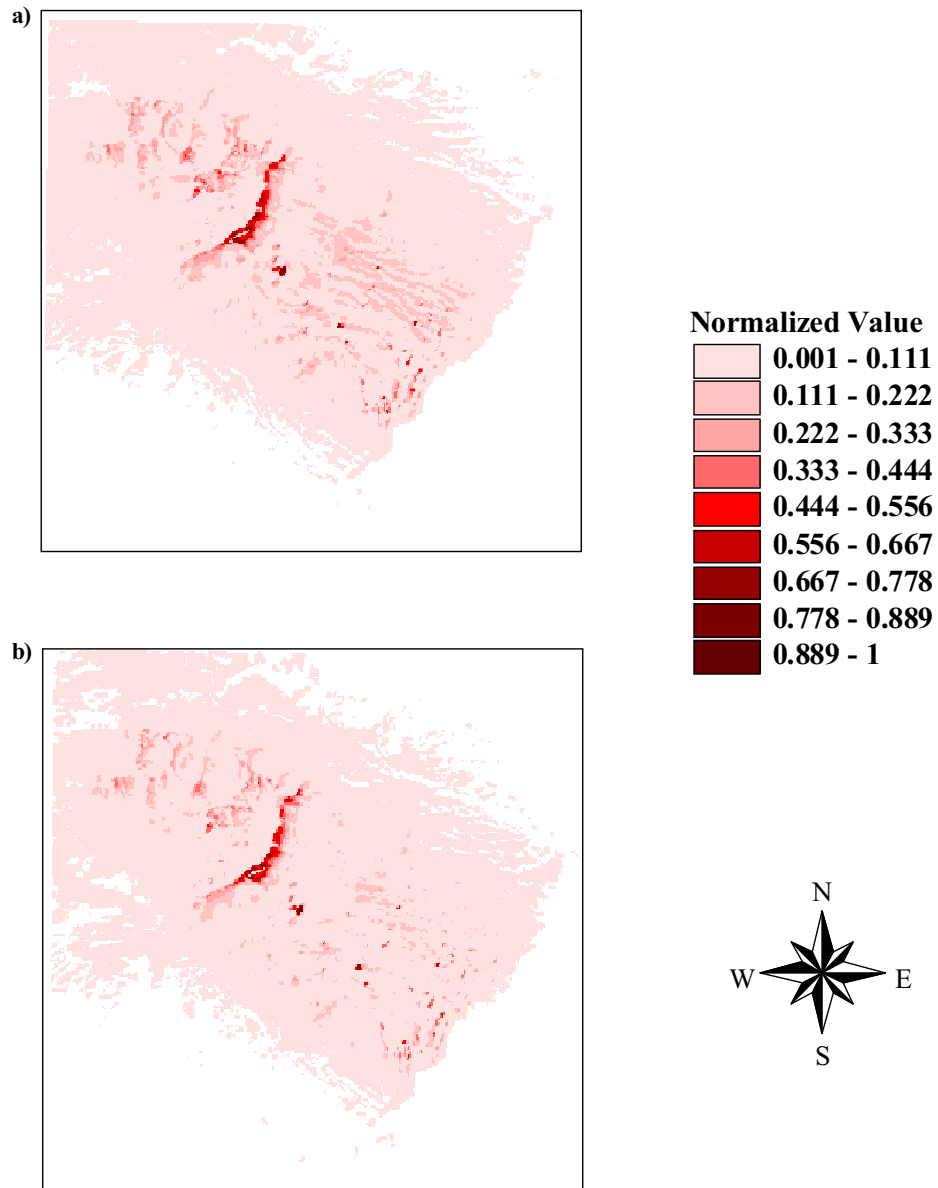 a)
Normalized Value
0.001 - 0.111
0.111 - 0.222
0.222 - 0.333
0.333 - 0.444
0.444 - 0.556
0.556 - 0.667
0.667 - 0.778
0.778 - 0.889
0.889 - 1
b)
N
W E
S